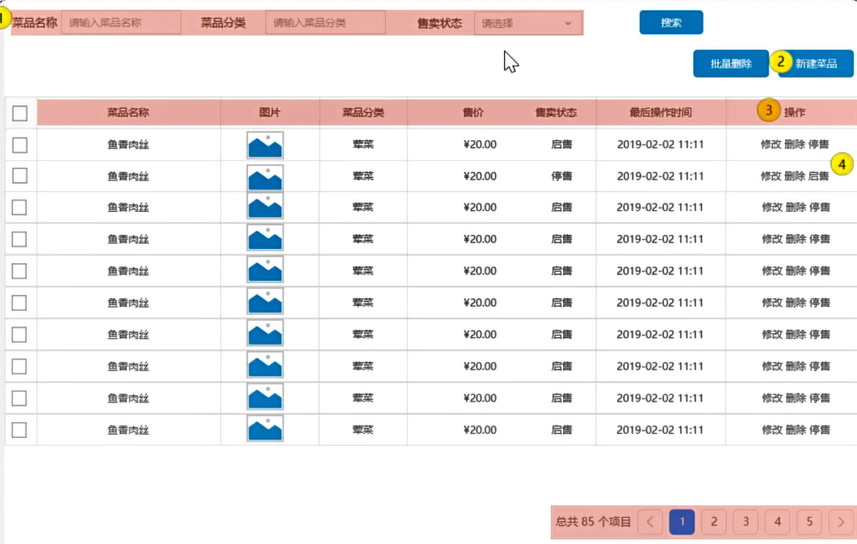 1 菜品名称 请输入菜品名称 菜品分类 请输入菜品分类 售卖状态 请选择 搜索
批量删除 2 新建菜品
菜品名称 图片 菜品分类 售价 售卖状态 最后操作时间 3 操作
鱼香肉丝 荤菜 ¥20.00 启售 2019-02-02 11:11 修改 删除 停售
4
鱼香肉丝 荤菜 ¥20.00 停售 2019-02-02 11:11 修改 删除 启售
鱼香肉丝 荤菜 ¥20.00 启售 2019-02-02 11:11 修改 删除 停售
鱼香肉丝 荤菜 ¥20.00 启售 2019-02-02 11:11 修改 删除 停售
鱼香肉丝 荤菜 ¥20.00 启售 2019-02-02 11:11 修改 删除 停售
鱼香肉丝 荤菜 ¥20.00 启售 2019-02-02 11:11 修改 删除 停售
鱼香肉丝 荤菜 ¥20.00 启售 2019-02-02 11:11 修改 删除 停售
鱼香肉丝 荤菜 ¥20.00 启售 2019-02-02 11:11 修改 删除 停售
鱼香肉丝 荤菜 ¥20.00 启售 2019-02-02 11:11 修改 删除 停售
鱼香肉丝 荤菜 ¥20.00 启售 2019-02-02 11:11 修改 删除 停售
总共 85 个项目 < 1 2 3 4 5 >